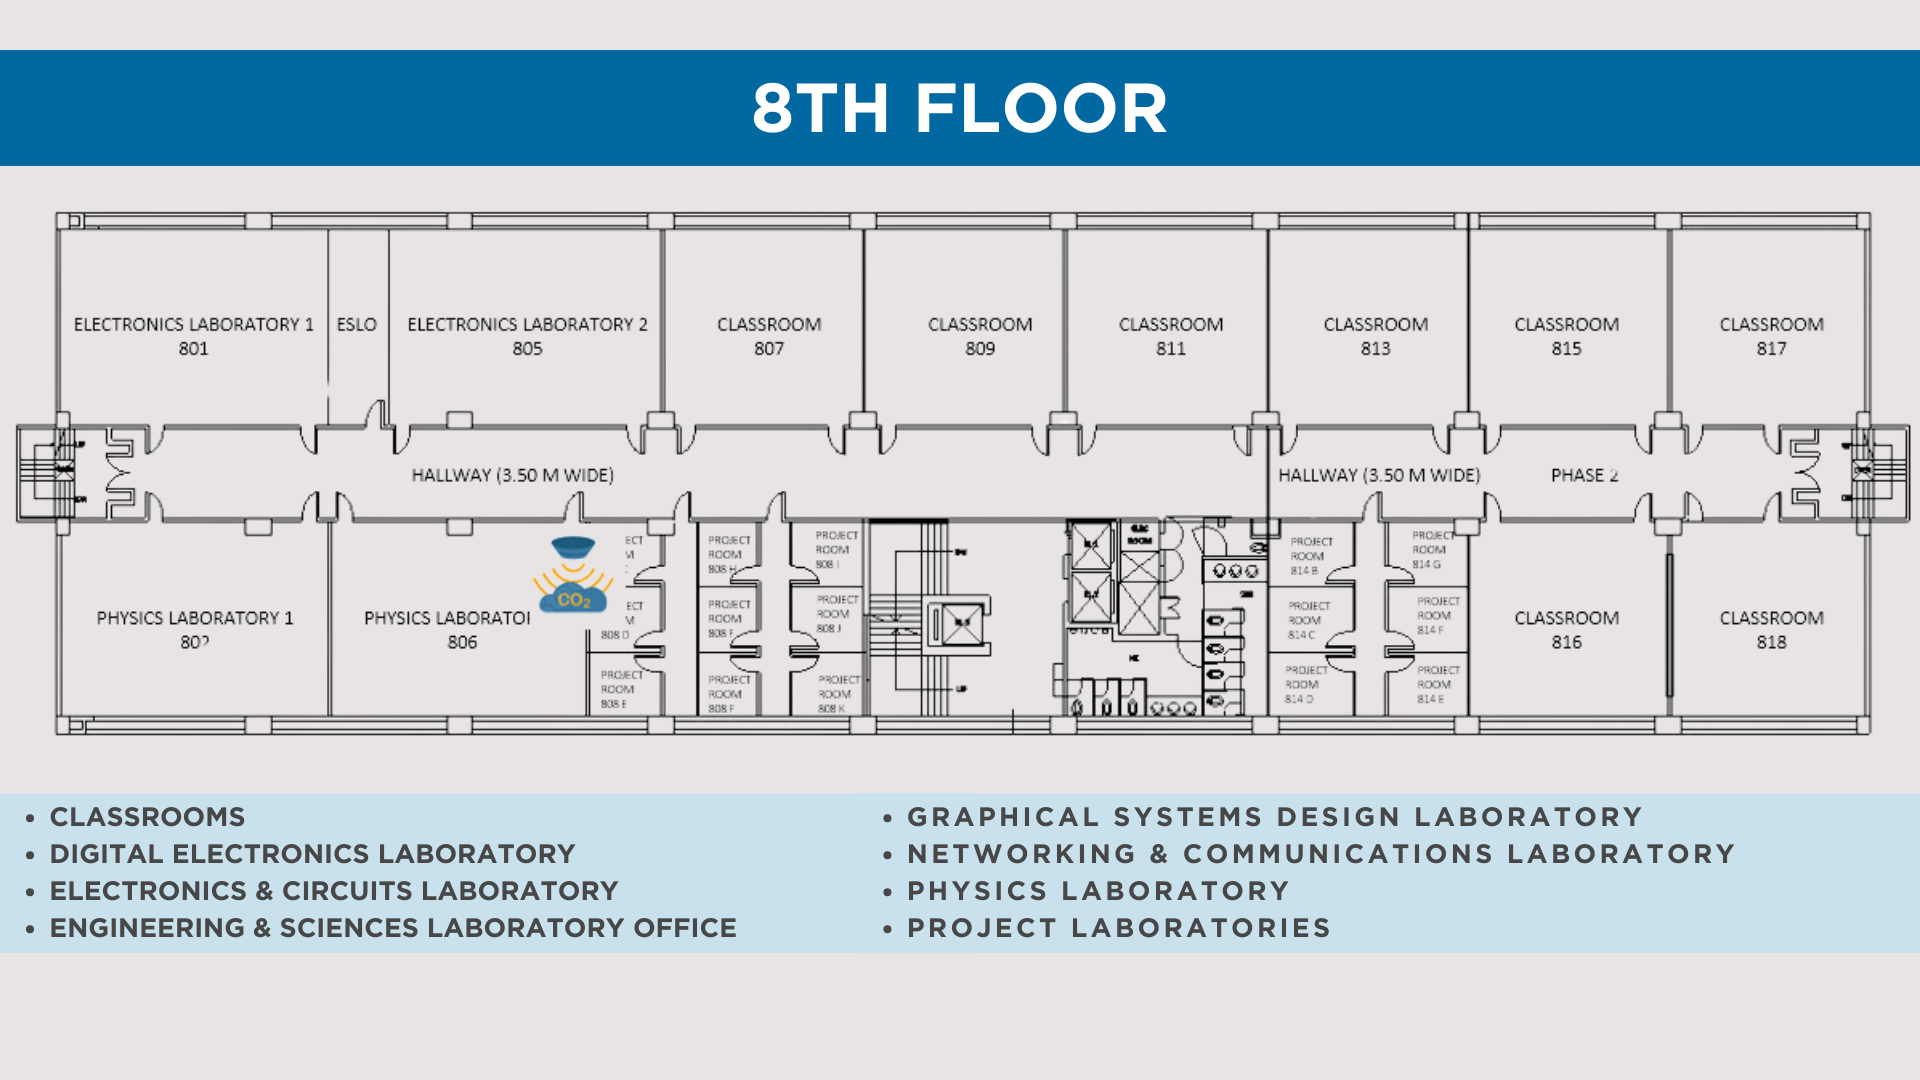 8TH FLOOR
ELECTRONICS LABORATORY 1
801
ESLO
ELECTRONICS LABORATORY 2
805
CLASSROOM
807
CLASSROOM
809
CLASSROOM
811
CLASSROOM
813
CLASSROOM
815
CLASSROOM
817
HALLWAY (3.50 M WIDE)
HALLWAY (3.50 M WIDE)
PHASE 2
PHYSICS LABORATORY 1
PHYSICS
806
CO2
808 D
PROJECT
ROOM
808 E
PROJECT
ROOM
808 H
PROJECT
ROOM
PROJECT
ROOM
808 F
PROJECT
ROOM
808 I
PROJECT
ROOM
808 J
PROJECT
ROOM
808 K
ELEC
ROOM
PROJECT
ROOM
814 B
PROJECT
ROOM
814 C
PROJECT
ROOM
814 D
PROJECT
ROOM
814 G
PROJECT
ROOM
814 F
PROJECT
ROOM
814 E
CLASSROOM
816
CLASSROOM
818
• CLASSROOMS
• DIGITAL ELECTRONICS LABORATORY
• ELECTRONICS & CIRCUITS LABORATORY
• ENGINEERING & SCIENCES LABORATORY OFFICE
• GRAPHICAL SYSTEMS DESIGN LABORATORY
• NETWORKING & COMMUNICATIONS LABORATORY
• PHYSICS LABORATORY
• PROJECT LABORATORIES